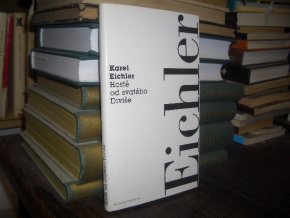 Karel
Eichler
Hosté
od svatého
Diviše
Eichler